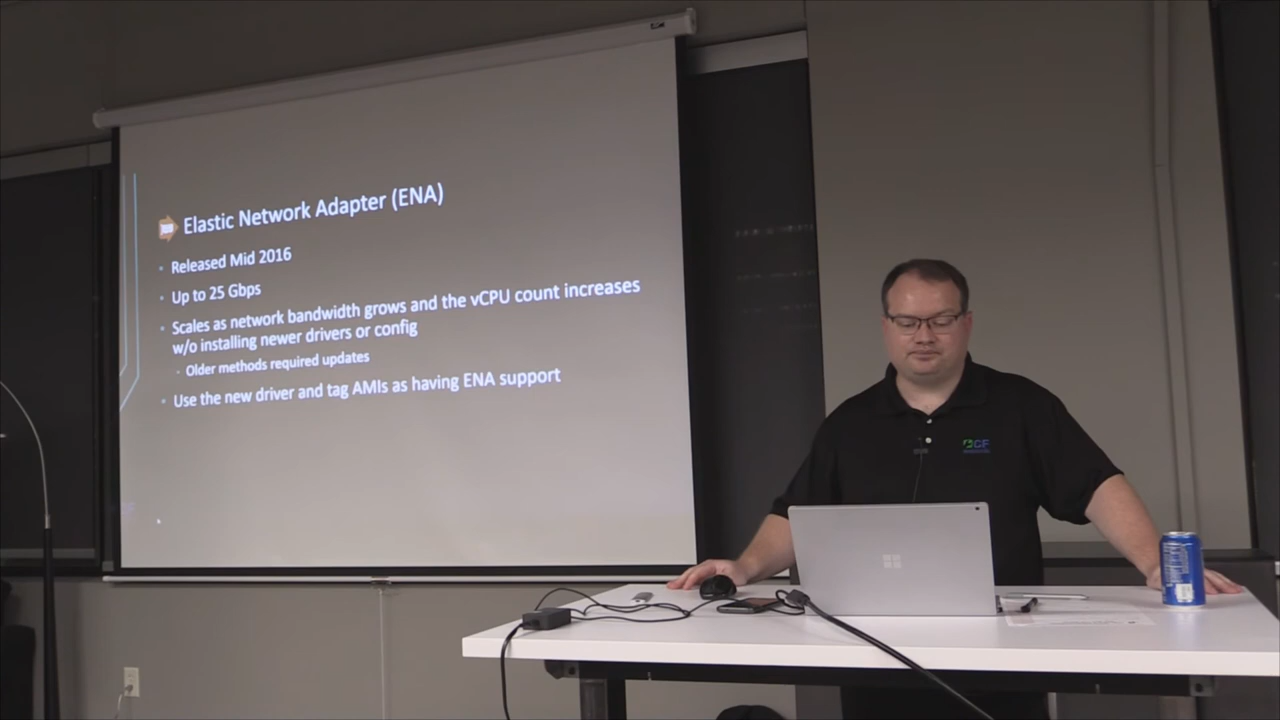 Elastic Network Adapter (ENA)
Released Mid 2016
Up to 25 Gbps
Scales as network bandwidth grows and the vCPU count increases
w/o installing newer drivers or config
Older methods required updates
Use the new driver and tag AMIs as having ENA support
CF